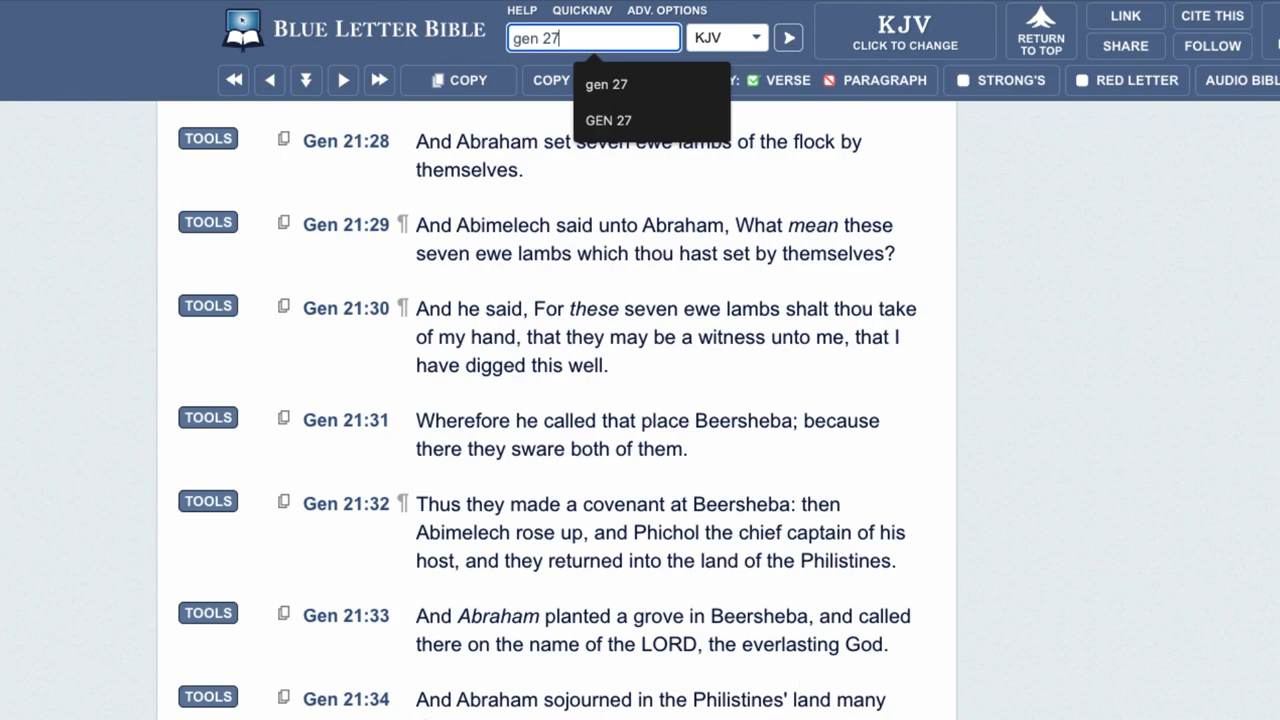 HELP QUICKNAV ADV. OPTIONS
BLUE LETTER BIBLE
gen 27
KJV
KJV
CLICK TO CHANGE
RETURN
TO TOP
LINK
CITE THIS
SHARE
FOLLOW
COPY
COPY
Y:
VERSE
PARAGRAPH
STRONG'S
RED LETTER
AUDIO BIBL
gen 27
GEN 27
TOOLS Gen 21:28 And Abraham set seven ewe lambs of the flock by
themselves.
TOOLS Gen 21:29 ¶ And Abimelech said unto Abraham, What mean these
seven ewe lambs which thou hast set by themselves?
TOOLS Gen 21:30 ¶ And he said, For these seven ewe lambs shalt thou take
of my hand, that they may be a witness unto me, that I
have digged this well.
TOOLS Gen 21:31 Wherefore he called that place Beersheba; because
there they sware both of them.
TOOLS Gen 21:32 ¶ Thus they made a covenant at Beersheba: then
Abimelech rose up, and Phichol the chief captain of his
host, and they returned into the land of the Philistines.
TOOLS Gen 21:33 And Abraham planted a grove in Beersheba, and called
there on the name of the LORD, the everlasting God.
TOOLS Gen 21:34 And Abraham sojourned in the Philistines' land many